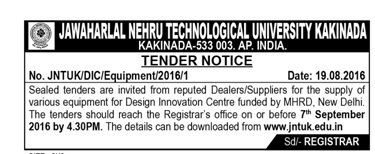 JAWAHARLAL NEHRU TECHNOLOGICAL UNIVERSITY KAKINADA
KAKINADA-533 003. AP. INDIA.
TENDER NOTICE
No. JNTUK/DIC/Equipment/2016/1 Date: 19.08.2016
Sealed tenders are invited from reputed Dealers/Suppliers for the supply of
various equipment for Design Innovation Centre funded by MHRD, New Delhi.
The tenders should reach the Registrar's office on or before 7th September
2016 by 4.30PM. The details can be downloaded from www.jntuk.edu.in
Sd/- REGISTRAR